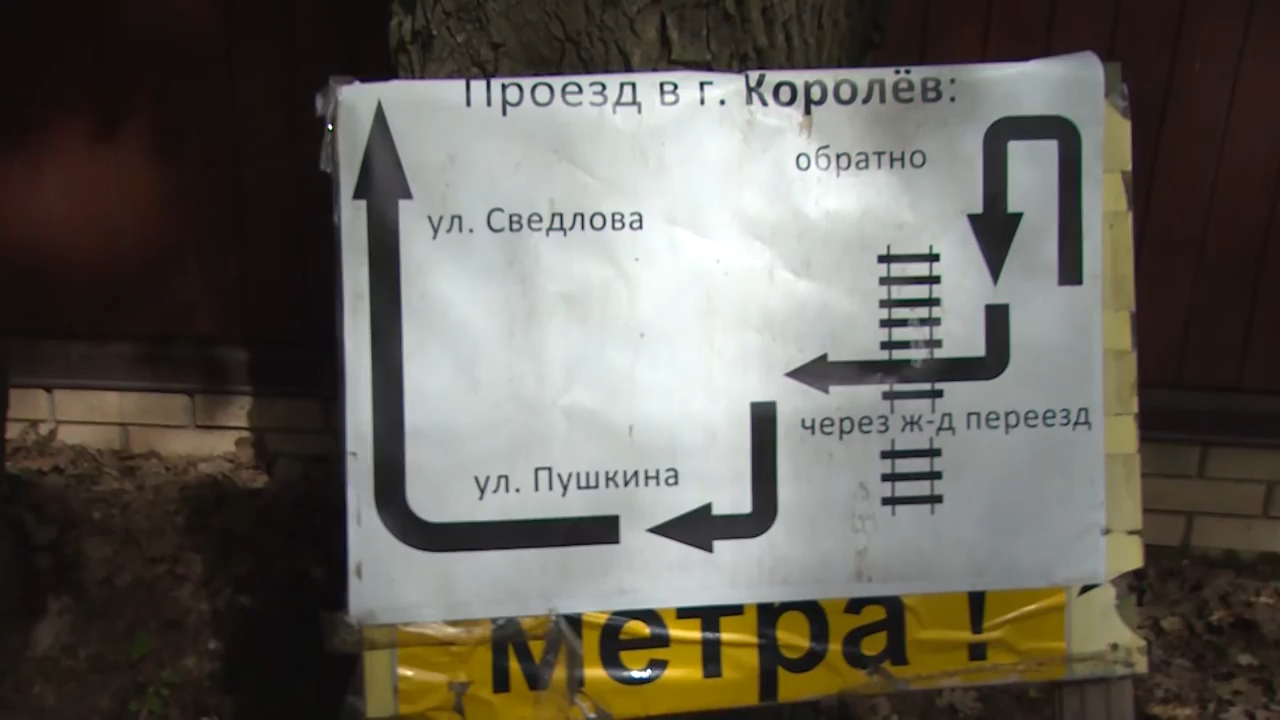 Проезд в г. Королёв:
обратно
ул. Сведлова
через ж-д переезд
ул. Пушкина
метра !